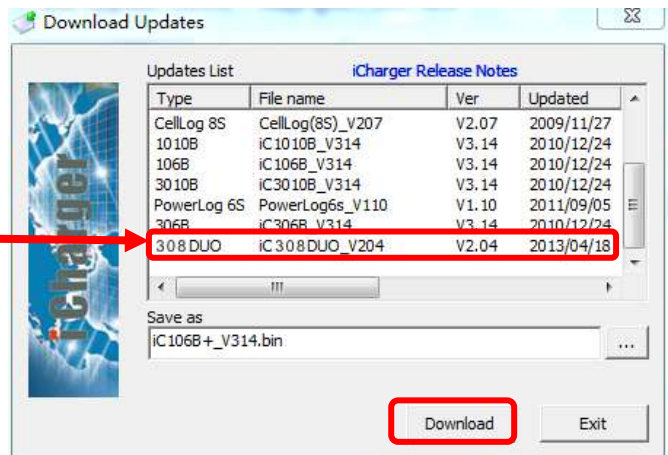 Download Updates
Updates List iCharger Release Notes
Type File name Ver Updated
CellLog 8S CellLog(8S)_V207 V2.07 2009/11/27
1010B iC1010B_V314 V3.14 2010/12/24
106B iC106B_V314 V3.14 2010/12/24
3010B iC3010B_V314 V3.14 2010/12/24
PowerLog 6S PowerLog6s_V110 V1.10 2011/09/05
306B iC306B_V314 V3.14 2010/12/24
308DUO iC308DUO_V204 V2.04 2013/04/18
iCharger
Save as
iC106B+_V314.bin ...
Download Exit